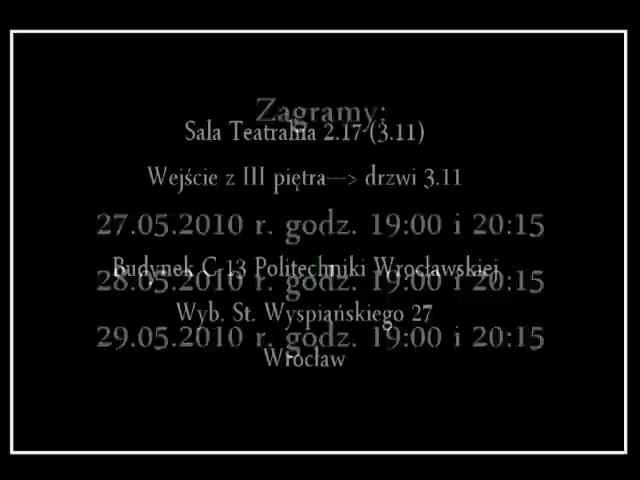 Zagramy:
Sala Teatralna 2.17 (3.11)
Wejście z III piętra---> drzwi 3.11
27.05.2010 r. godz. 19:00 i 20:15
Budynek C-13 Politechniki Wrocławskiej
28.05.2010 r. godz. 19:00 i 20:15
Wyb. St. Wyspiańskiego 27
29.05.2010 r. godz. 19:00 i 20:15
Wrocław